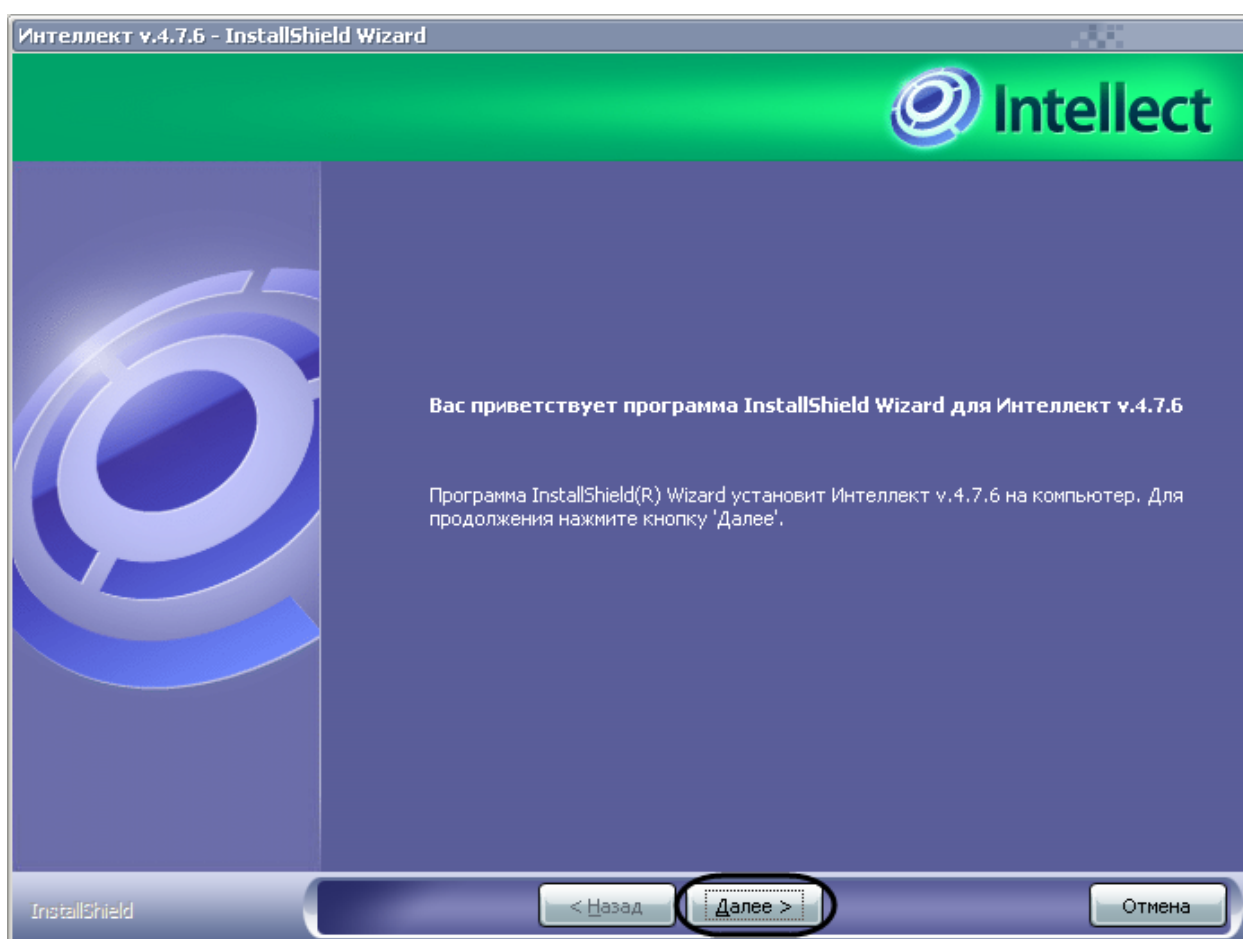 Интеллект v.4.7.6 - InstallShield Wizard
Intellect
Вас приветствует программа InstallShield Wizard для Интеллект v.4.7.6
Программа InstallShield(R) Wizard установит Интеллект v.4.7.6 на компьютер. Для
продолжения нажмите кнопку 'Далее'.
InstallShield
< Назад
Далее >
Отмена